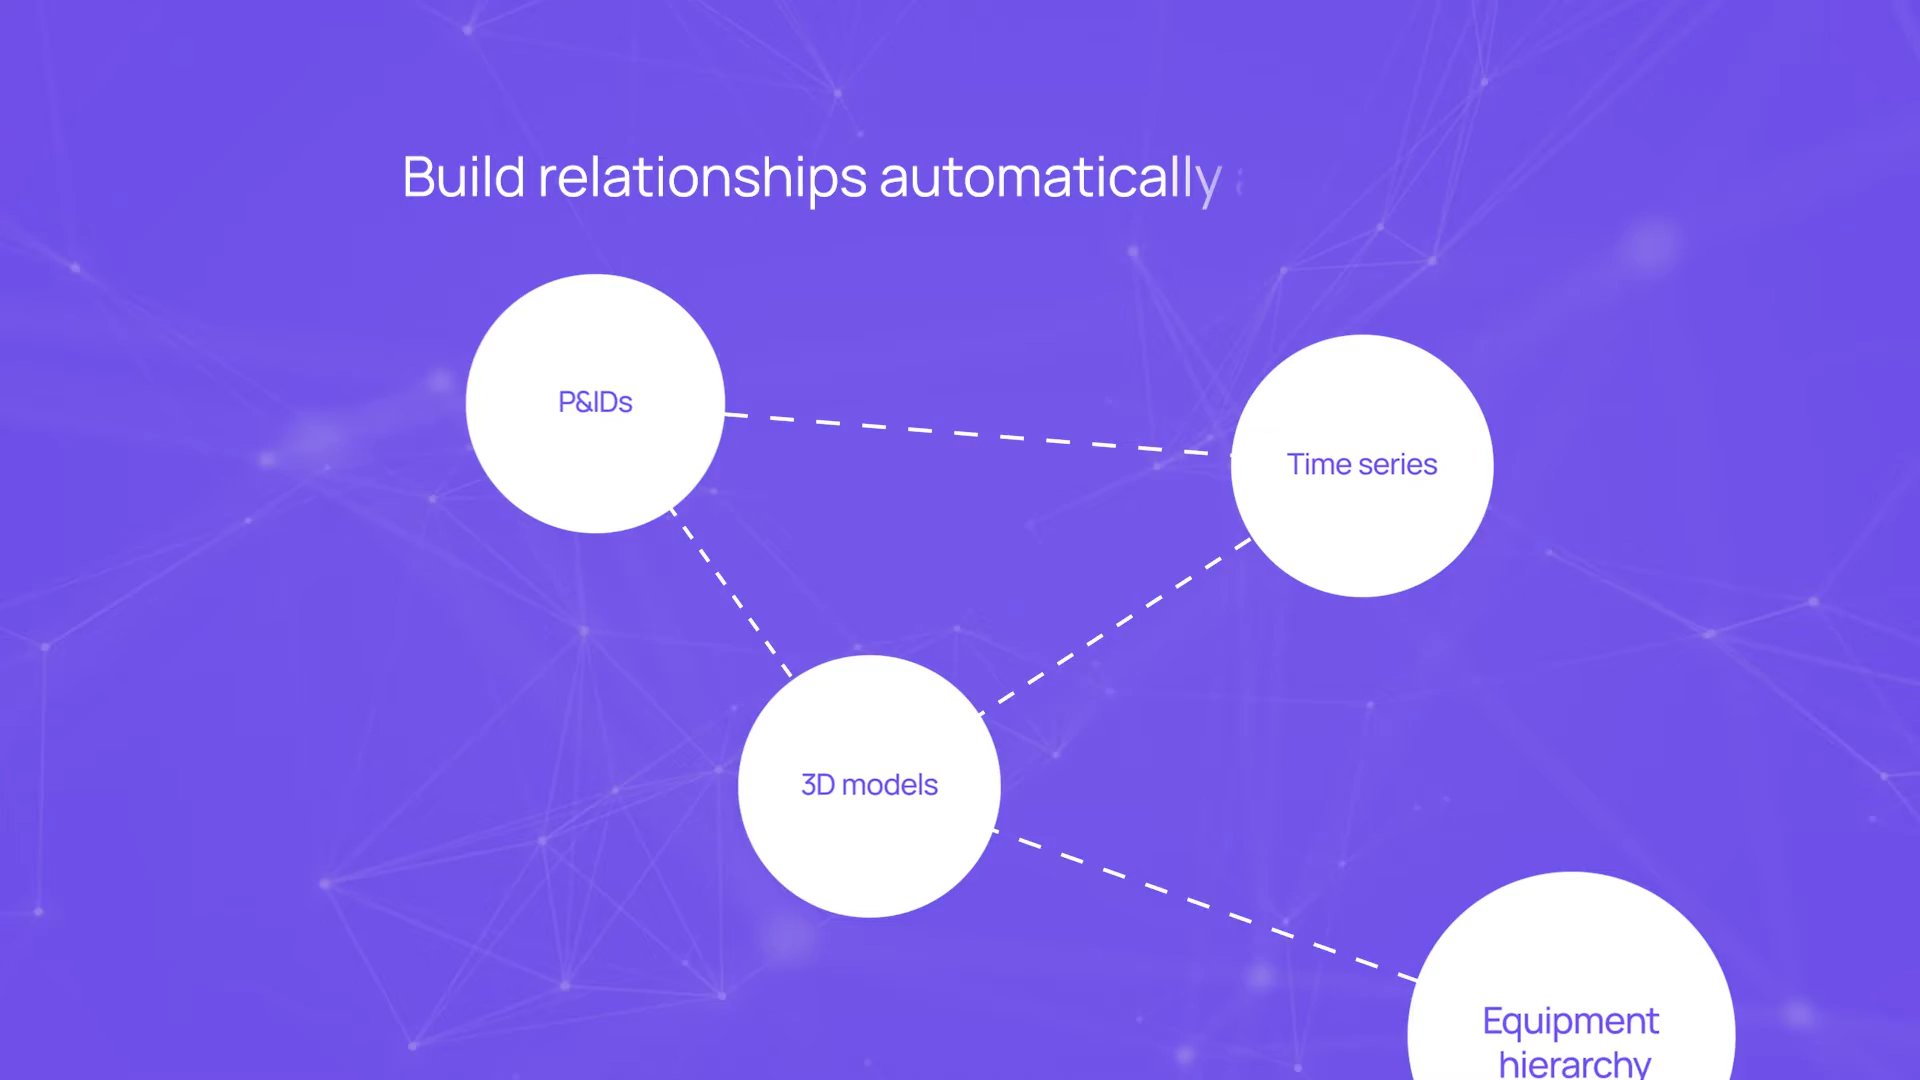 Build relationships automatically
P&IDs
Time series
3D models
Equipment
hierarchy